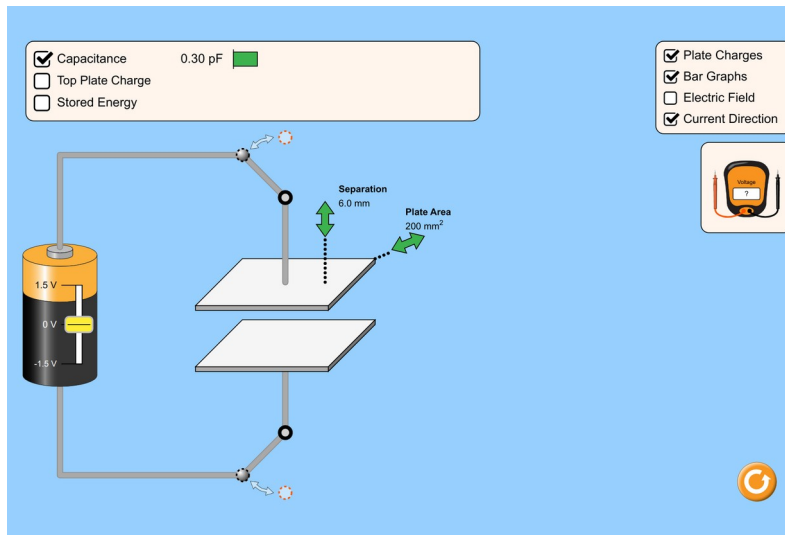 Capacitance 0.30 pF
Top Plate Charge
Stored Energy
Plate Charges
Bar Graphs
Electric Field
Current Direction
Voltage
?
Separation
6.0 mm
Plate Area
200 mm²
1.5 V
0 V
-1.5 V